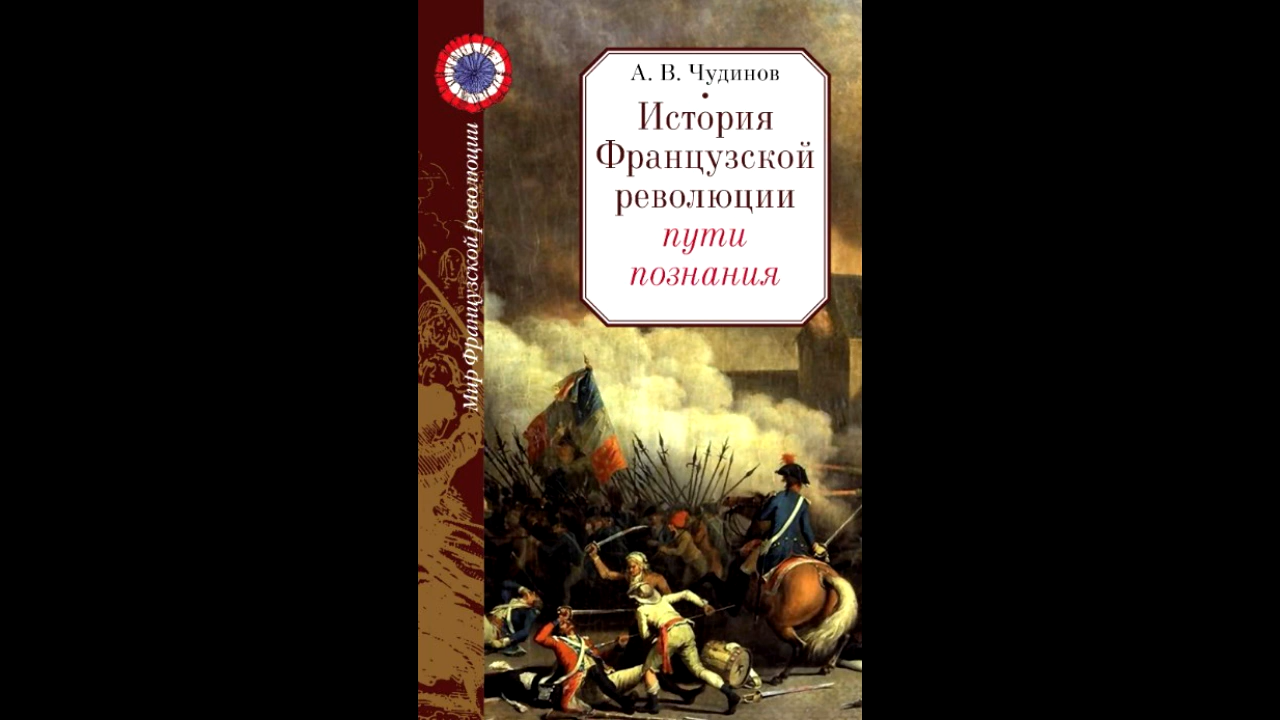 А. В. Чудинов
История
Французской
революции
пути
познания
Мир Французской революции